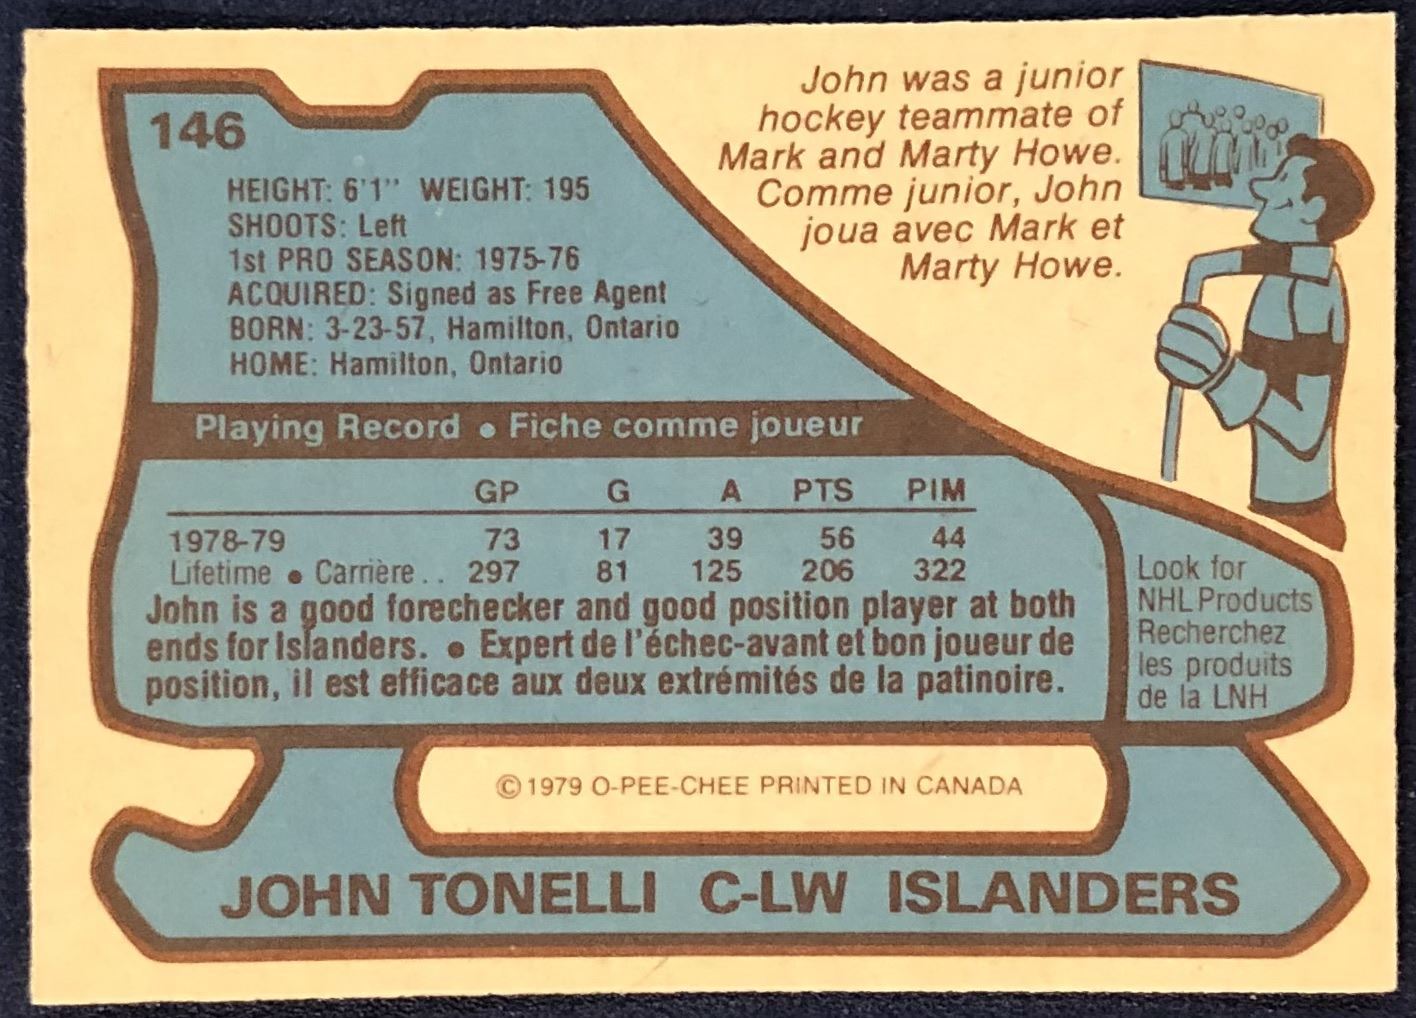 146
HEIGHT: 6'1" WEIGHT: 195
SHOOTS: Left
1st PRO SEASON: 1975-76
ACQUIRED: Signed as Free Agent
BORN: 3-23-57, Hamilton, Ontario
HOME: Hamilton, Ontario
John was a junior
hockey teammate of
Mark and Marty Howe.
Comme junior, John
joua avec Mark et
Marty Howe.
Playing Record • Fiche comme joueur
GP G A PTS PIM
1978-79 73 17 39 56 44
Lifetime • Carrière.. 297 81 125 206 322
John is a good forechecker and good position player at both
ends for Islanders. • Expert de l'échec-avant et bon joueur de
position, il est efficace aux deux extrémités de la patinoire.
Look for
NHL Products
Recherchez
les produits
de la LNH
©1979 O-PEE-CHEE PRINTED IN CANADA
JOHN TONELLI C-LW ISLANDERS